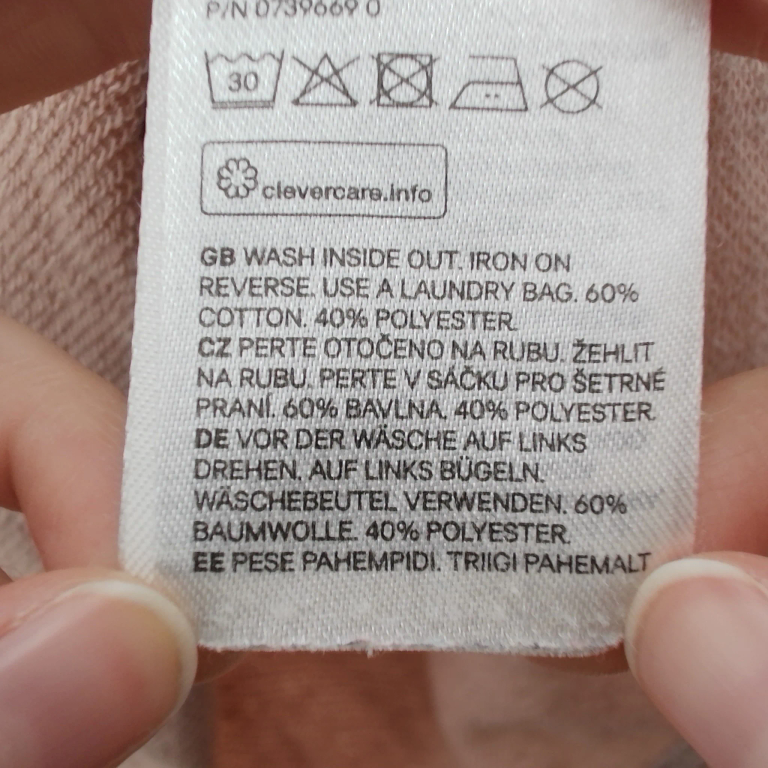 P/N 0739669 0
30
clevercare.info
GB WASH INSIDE OUT. IRON ON
REVERSE. USE A LAUNDRY BAG. 60%
COTTON. 40% POLYESTER.
CZ PERTE OTOČENO NA RUBU. ŽEHLIT
NA RUBU. PERTE V SÁČKU PRO ŠETRNÉ
PRANÍ. 60% BAVLNA. 40% POLYESTER.
DE VOR DER WÄSCHE AUF LINKS
DREHEN. AUF LINKS BÜGELN.
WÄSCHEBEUTEL VERWENDEN. 60%
BAUMWOLLE. 40% POLYESTER.
EE PESE PAHEMPIDI. TRIIGI PAHEMALT